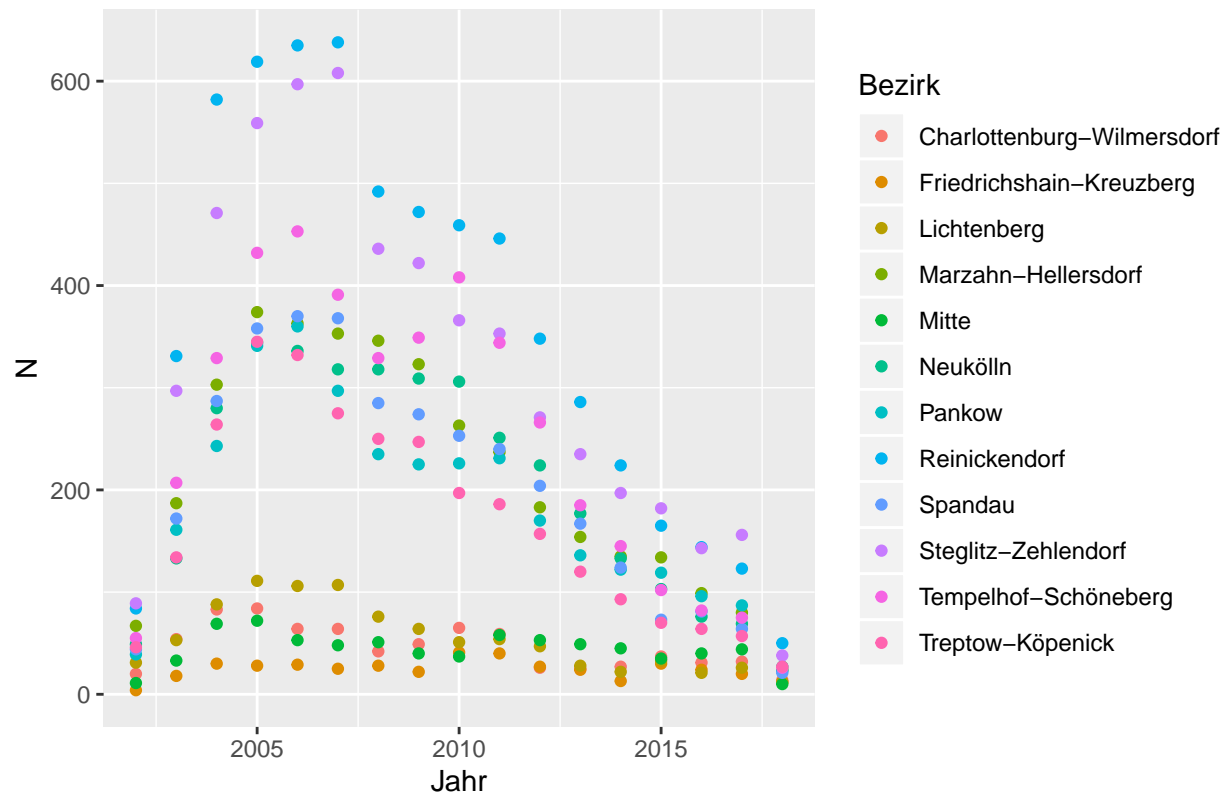 600
400
200
0
N
2005
2010
2015
Jahr
Bezirk
Charlottenburg−Wilmersdorf
Friedrichshain−Kreuzberg
Lichtenberg
Marzahn−Hellersdorf
Mitte
Neukölln
Pankow
Reinickendorf
Spandau
Steglitz−Zehlendorf
Tempelhof−Schöneberg
Treptow−Köpenick